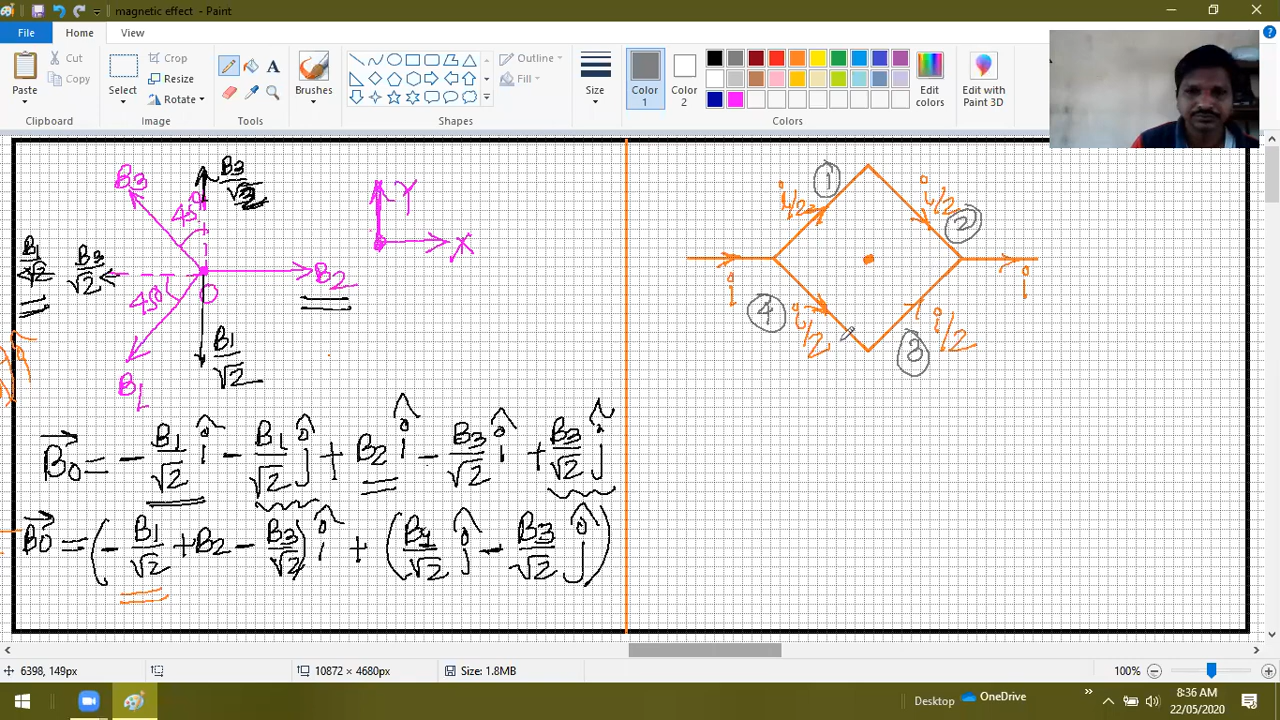 magnetic effect - Paint
File
Home
View
Paste
Cut
Copy
Clipboard
Select
Crop
Resize
Rotate
Image
A
Tools
Brushes
Shapes
Outline
Fill
Size
Color 1
Color 2
Edit colors
Edit with Paint 3D
Colors
B3
B3/√2
45°
Y
X
B1/√2
B3/√2
B2
O
45°
B1
B1/√2
B0 = - B1/√2 î - B1/√2 ĵ + B2 î - B3/√2 î + B3/√2 ĵ
B0 = (- B1/√2 + B2 - B3/√2) î + (B1/√2 ĵ - B3/√2 ĵ)
1
i/2
i/2
2
i
i
4
i/2
3
i/2
6398, 149px
10872 × 4680px
Size: 1.8MB
100%
Desktop
OneDrive
8:36 AM
22/05/2020